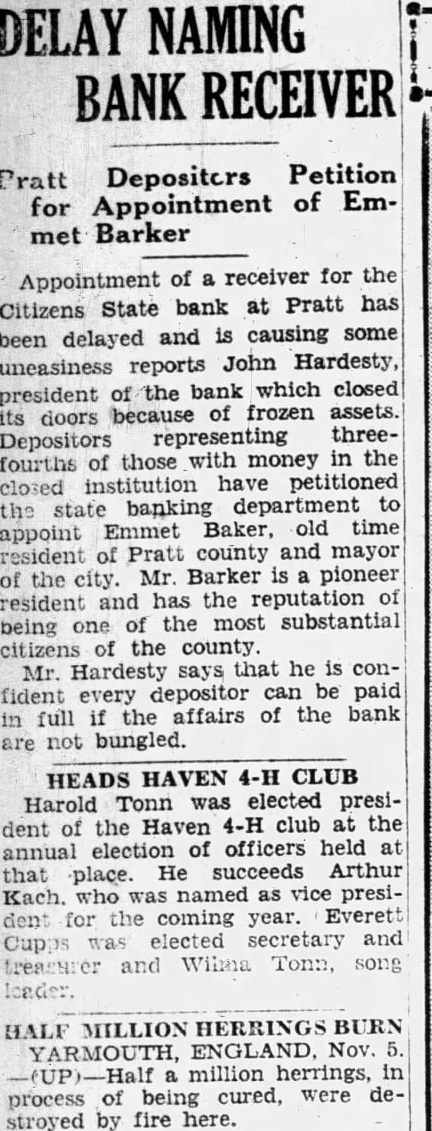 DELAY NAMING
BANK RECEIVER
Pratt Depositors Petition
for Appointment of Em-
met Barker
Appointment of a receiver for the
Citizens State bank at Pratt has
been delayed and is causing some
uneasiness reports John Hardesty,
president of the bank which closed
its doors because of frozen assets.
Depositors representing three-
fourths of those with money in the
closed institution have petitioned
the state banking department to
appoint Emmet Baker, old time
resident of Pratt county and mayor
of the city. Mr. Barker is a pioneer
resident and has the reputation of
being one of the most substantial
citizens of the county.
Mr. Hardesty says that he is con-
fident every depositor can be paid
in full if the affairs of the bank
are not bungled.
HEADS HAVEN 4-H CLUB
Harold Tonn was elected presi-
dent of the Haven 4-H club at the
annual election of officers held at
that place. He succeeds Arthur
Kach, who was named as vice presi-
dent for the coming year. Everett
Cupps was elected secretary and
treasurer and Wilma Tonn, song
leader.
HALF MILLION HERRINGS BURN
YARMOUTH, ENGLAND, Nov. 5.
—(UP)—Half a million herrings, in
process of being cured, were de-
stroyed by fire here.